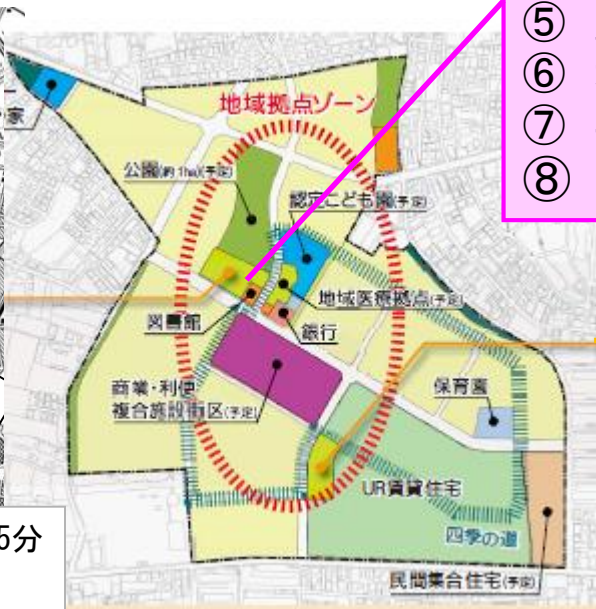 ⑤
⑥
⑦
⑧
家
地域拠点ゾーン
公園(約1ha)(予定)
認定こども園(予定)
地域医療拠点(予定)
図書館
銀行
商業・利便
複合施設街区(予定)
保育園
UR賃貸住宅
四季の道
5分
民間集合住宅(予定)